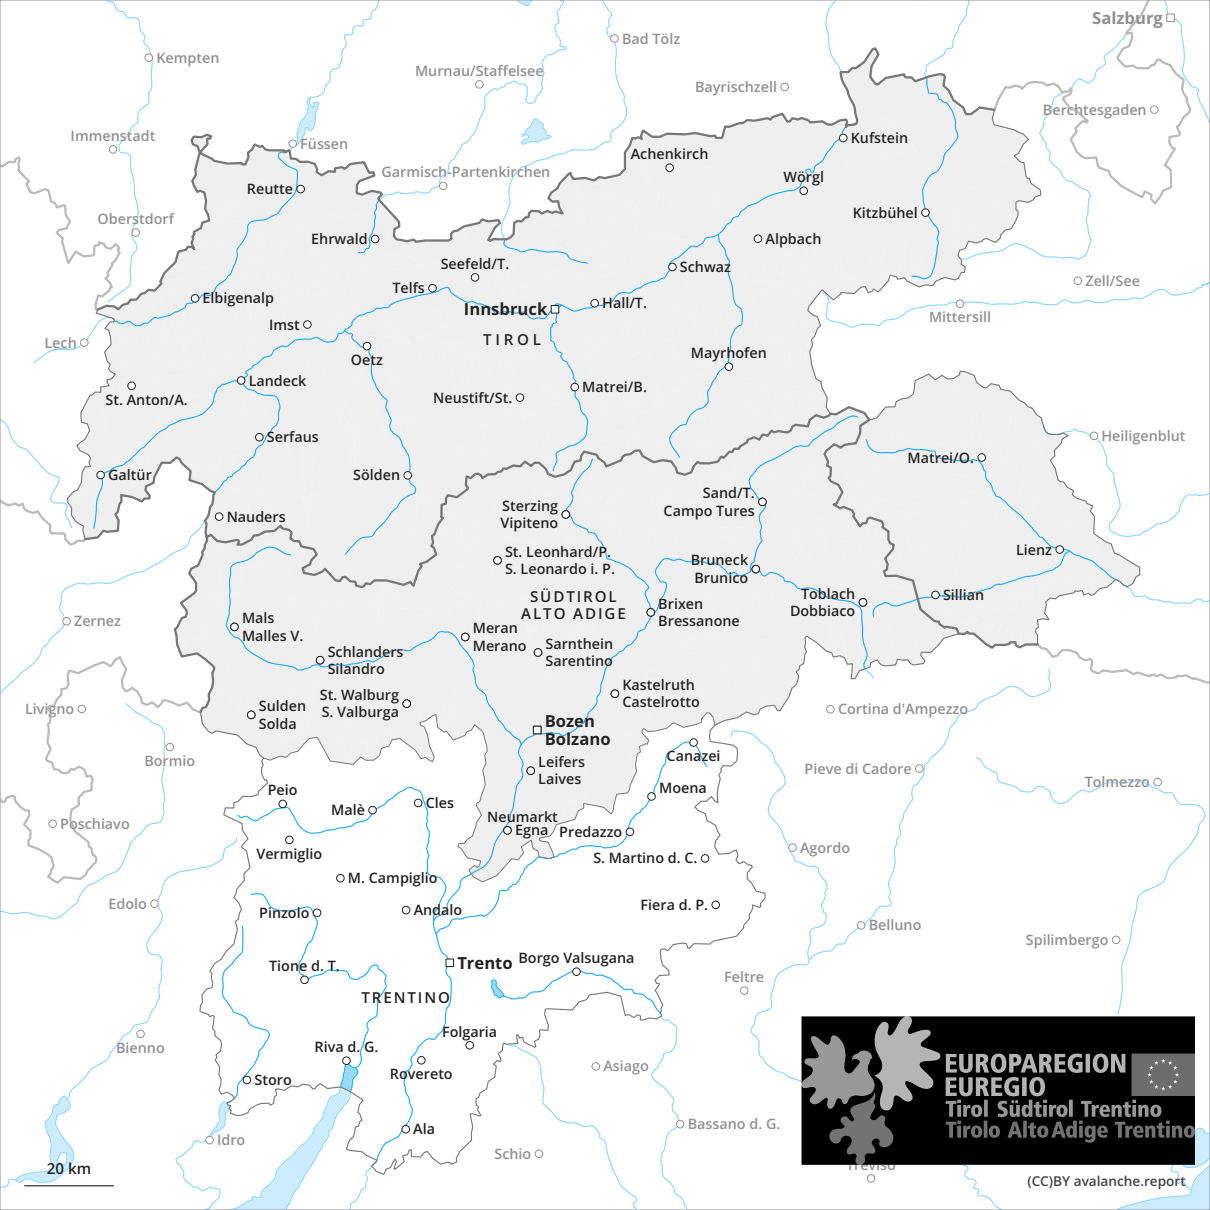 Salzburg
Bad Tölz
Kempten
Murnau/Staffelsee
Bayrischzell
Berchtesgaden
Immenstadt
Füssen
Kufstein
Achenkirch
Garmisch-Partenkirchen
Wörgl
Reutte
Oberstdorf
Kitzbühel
Ehrwald
Alpbach
Seefeld/T.
Schwaz
Zell/See
Telfs
Elbigenalp
Hall/T.
Innsbruck
Mittersill
Imst
TIROL
Lech
Oetz
Mayrhofen
Landeck
Matrei/B.
St. Anton/A.
Neustift/St.
Serfaus
Heiligenblut
Matrei/O.
Galtür
Sölden
Sand/T.
Campo Tures
Sterzing
Vipiteno
Nauders
Lienz
St. Leonhard/P.
S. Leonardo i. P.
Bruneck
Brunico
SÜDTIROL
ALTO ADIGE
Toblach
Dobbiaco
Sillian
Brixen
Bressanone
Zernez
Mals
Malles V.
Meran
Merano
Sarnthein
Sarentino
Schlanders
Silandro
Kastelruth
Castelrotto
St. Walburg
S. Valburga
Livigno
Sulden
Solda
Cortina d'Ampezzo
Bozen
Bolzano
Bormio
Canazei
Leifers
Laives
Pieve di Cadore
Tolmezzo
Peio
Moena
Malè
Cles
Neumarkt
Egna
Poschiavo
Predazzo
Vermiglio
Agordo
S. Martino d. C.
M. Campiglio
Edolo
Pinzolo
Andalo
Fiera d. P.
Belluno
Spilimbergo
Trento
Borgo Valsugana
Tione d. T.
Feltre
TRENTINO
Folgaria
Bienno
Riva d. G.
Rovereto
Asiago
Storo
EUROPAREGION
EUREGIO
Tirol Südtirol Trentino
Tirolo Alto Adige Trentino
Idro
Ala
Bassano d. G.
Schio
Treviso
20 km
(CC)BY avalanche.report